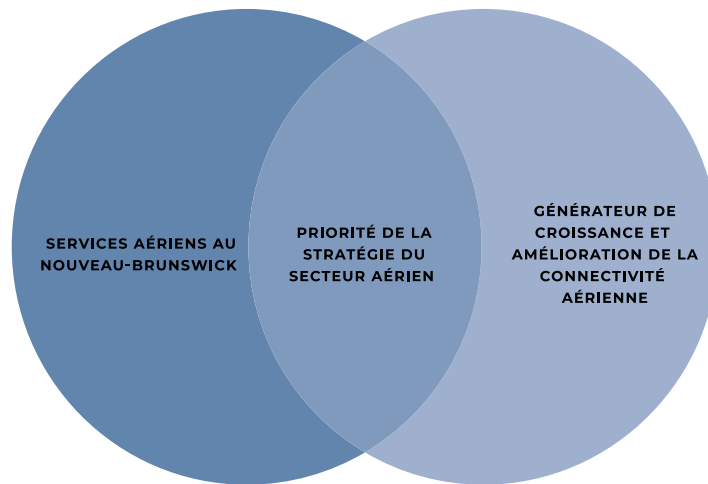 SERVICES AÉRIENS AU
NOUVEAU-BRUNSWICK
PRIORITÉ DE LA
STRATÉGIE DU
SECTEUR AÉRIEN
GÉNÉRATEUR DE
CROISSANCE ET
AMÉLIORATION DE LA
CONNECTIVITÉ
AÉRIENNE